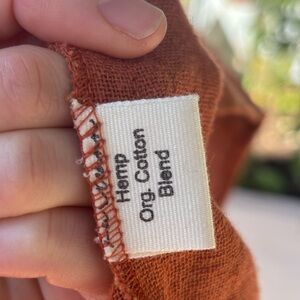 Hemp
Org. Cotton
Blend